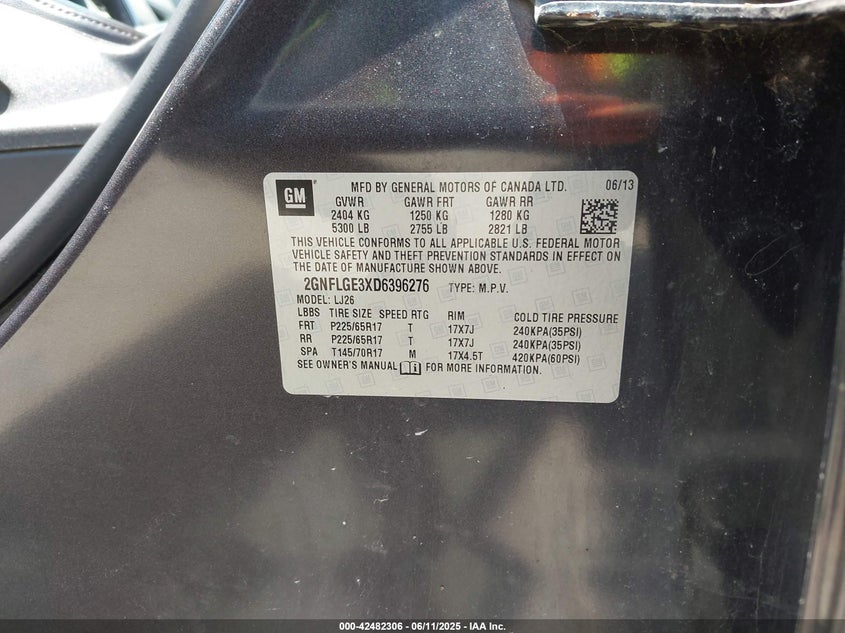 GM MFD BY GENERAL MOTORS OF CANADA LTD. 06/13
GVWR GAWR FRT GAWR RR
2404 KG 1250 KG 1280 KG
5300 LB 2755 LB 2821 LB
THIS VEHICLE CONFORMS TO ALL APPLICABLE U.S. FEDERAL MOTOR
VEHICLE SAFETY AND THEFT PREVENTION STANDARDS IN EFFECT ON
THE DATE OF MANUFACTURE SHOWN ABOVE.
2GNFLGE3XD6396276 TYPE: M.P.V.
MODEL: LJ26
LBBS TIRE SIZE SPEED RTG RIM COLD TIRE PRESSURE
FRT P225/65R17 T 17X7J 240KPA(35PSI)
RR P225/65R17 T 17X7J 240KPA(35PSI)
SPA T145/70R17 M 17X4.5T 420KPA(60PSI)
SEE OWNER'S MANUAL FOR MORE INFORMATION.
000-42482306 - 06/11/2025 - IAA Inc.